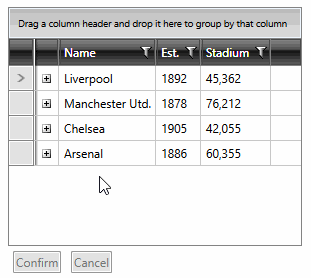 Drag a column header and drop it here to group by that column
Name Est. Stadium
Liverpool 1892 45,362
Manchester Utd. 1878 76,212
Chelsea 1905 42,055
Arsenal 1886 60,355
Confirm Cancel